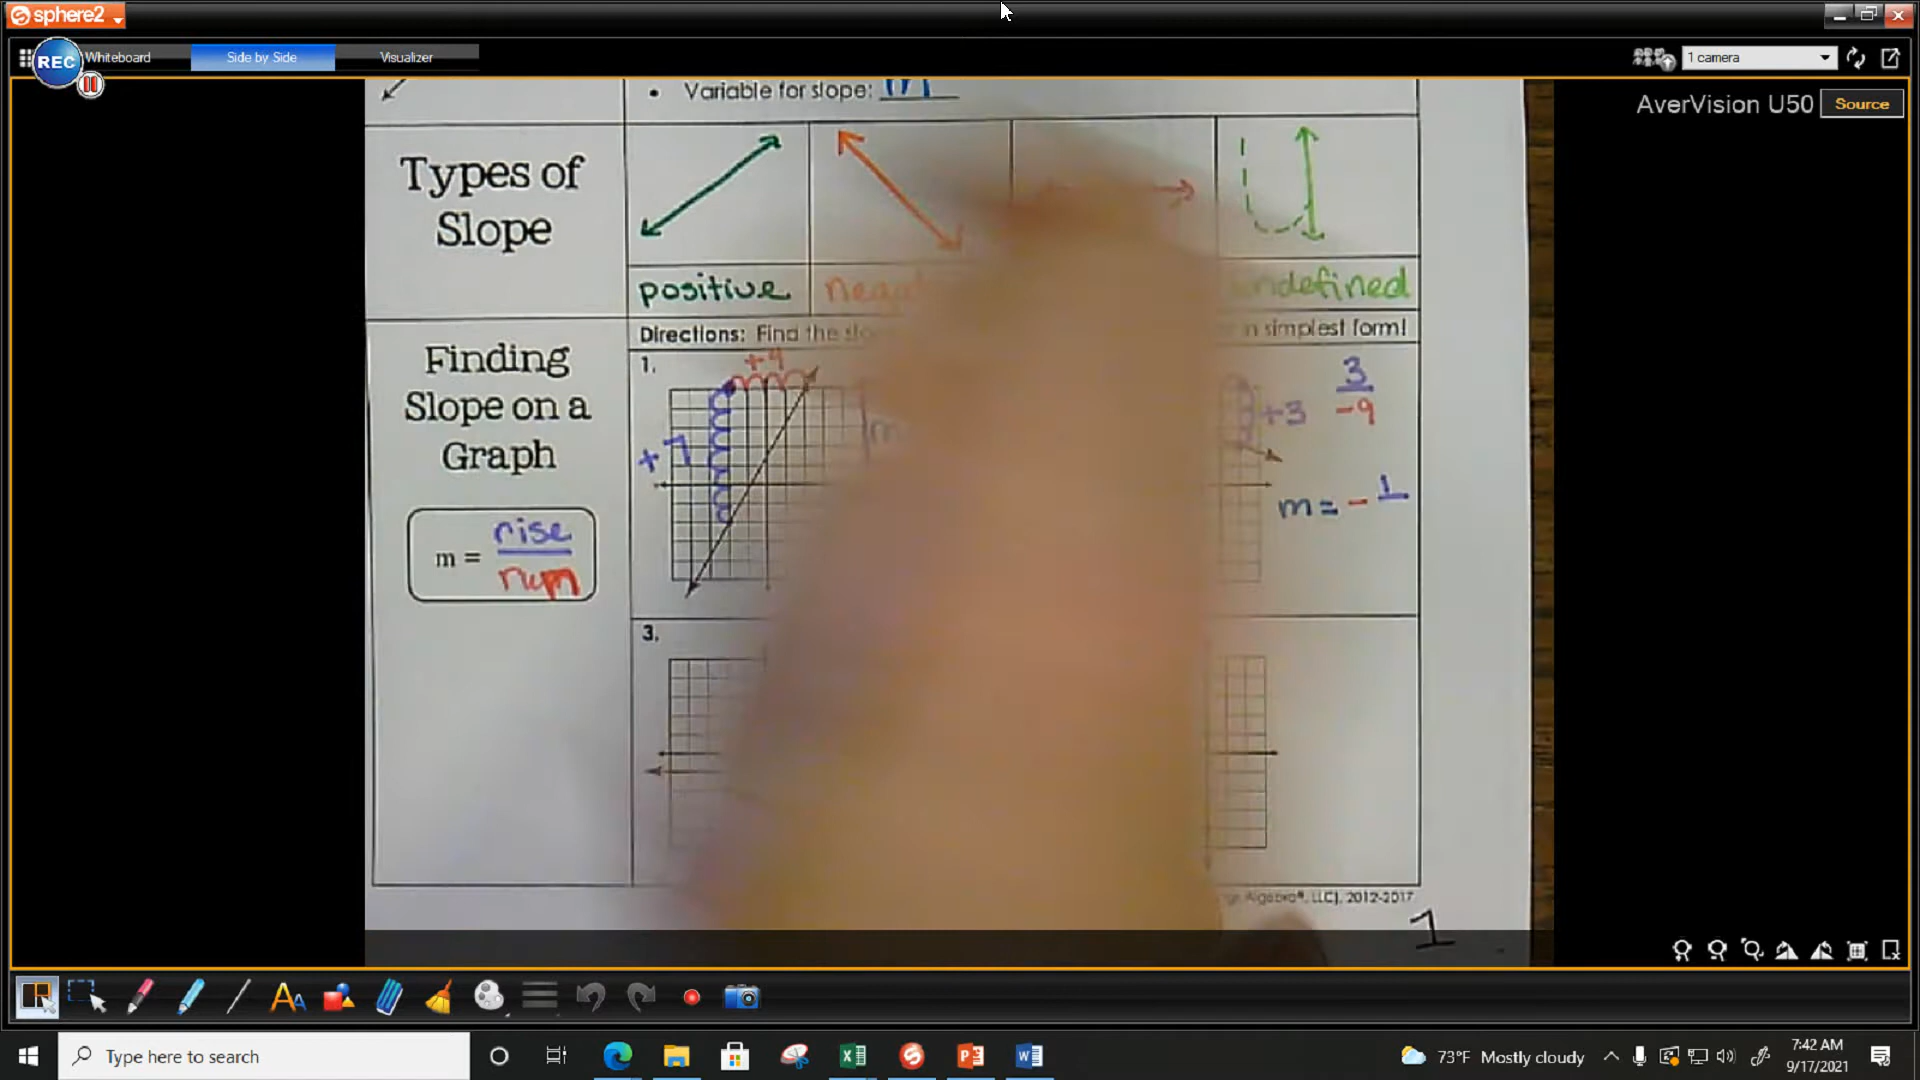 sphere2
REC
Whiteboard
Side by Side
Visualizer
1 camera
AverVision U50
Source
• Variable for slope: m
Types of
Slope
positive
undefined
Directions: Find the
in simplest form!
Finding
Slope on a
Graph
m = rise
run
1.
+4
+7
+3
3
-9
m = - 1
3.
Algebra®, LLC), 2012-2017
1
Type here to search
73°F Mostly cloudy
7:42 AM
9/17/2021